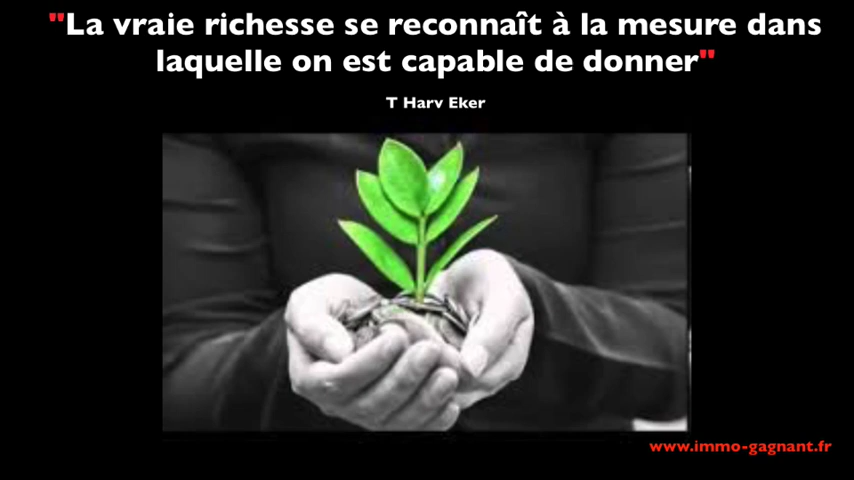 "La vraie richesse se reconnaît à la mesure dans
laquelle on est capable de donner"
T Harv Eker
www.immo-gagnant.fr